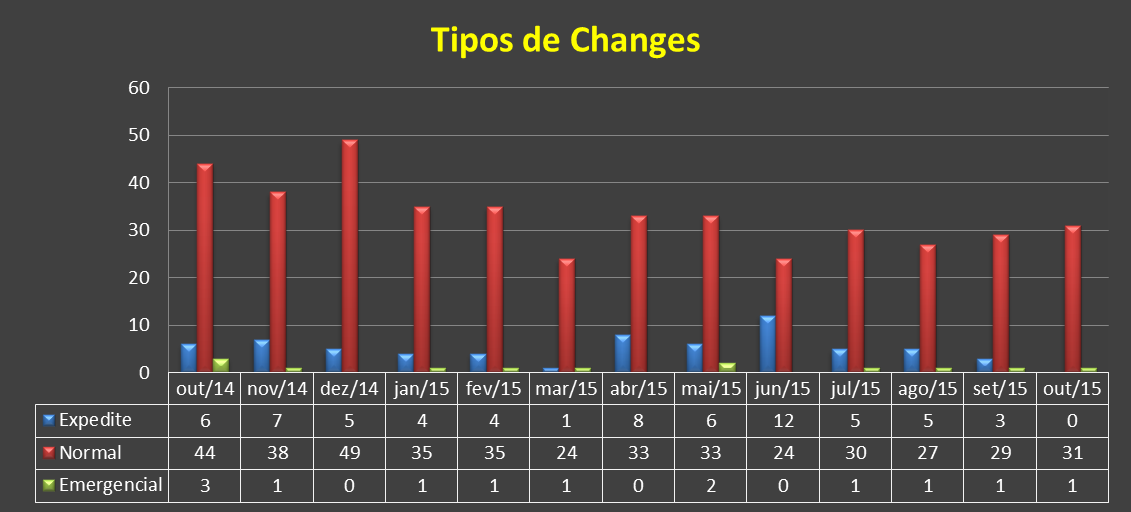 Tipos de Changes
60
50
40
30
20
10
0
out/14 nov/14 dez/14 jan/15 fev/15 mar/15 abr/15 mai/15 jun/15 jul/15 ago/15 set/15 out/15
Expedite 6 7 5 4 4 1 8 6 12 5 5 3 0
Normal 44 38 49 35 35 24 33 33 24 30 27 29 31
Emergencial 3 1 0 1 1 1 0 2 0 1 1 1 1